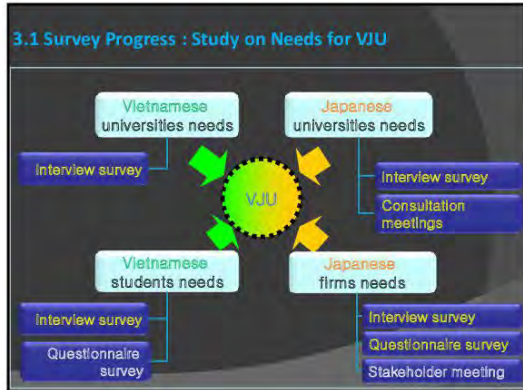 3.1 Survey Progress : Study on Needs for VJU
Vietnamese
universities needs
Japanese
universities needs
Interview survey
VJU
Interview survey
Consultation
meetings
Vietnamese
students needs
Japanese
firms needs
Interview survey
Questionnaire
survey
Interview survey
Questionnaire survey
Stakeholder meeting